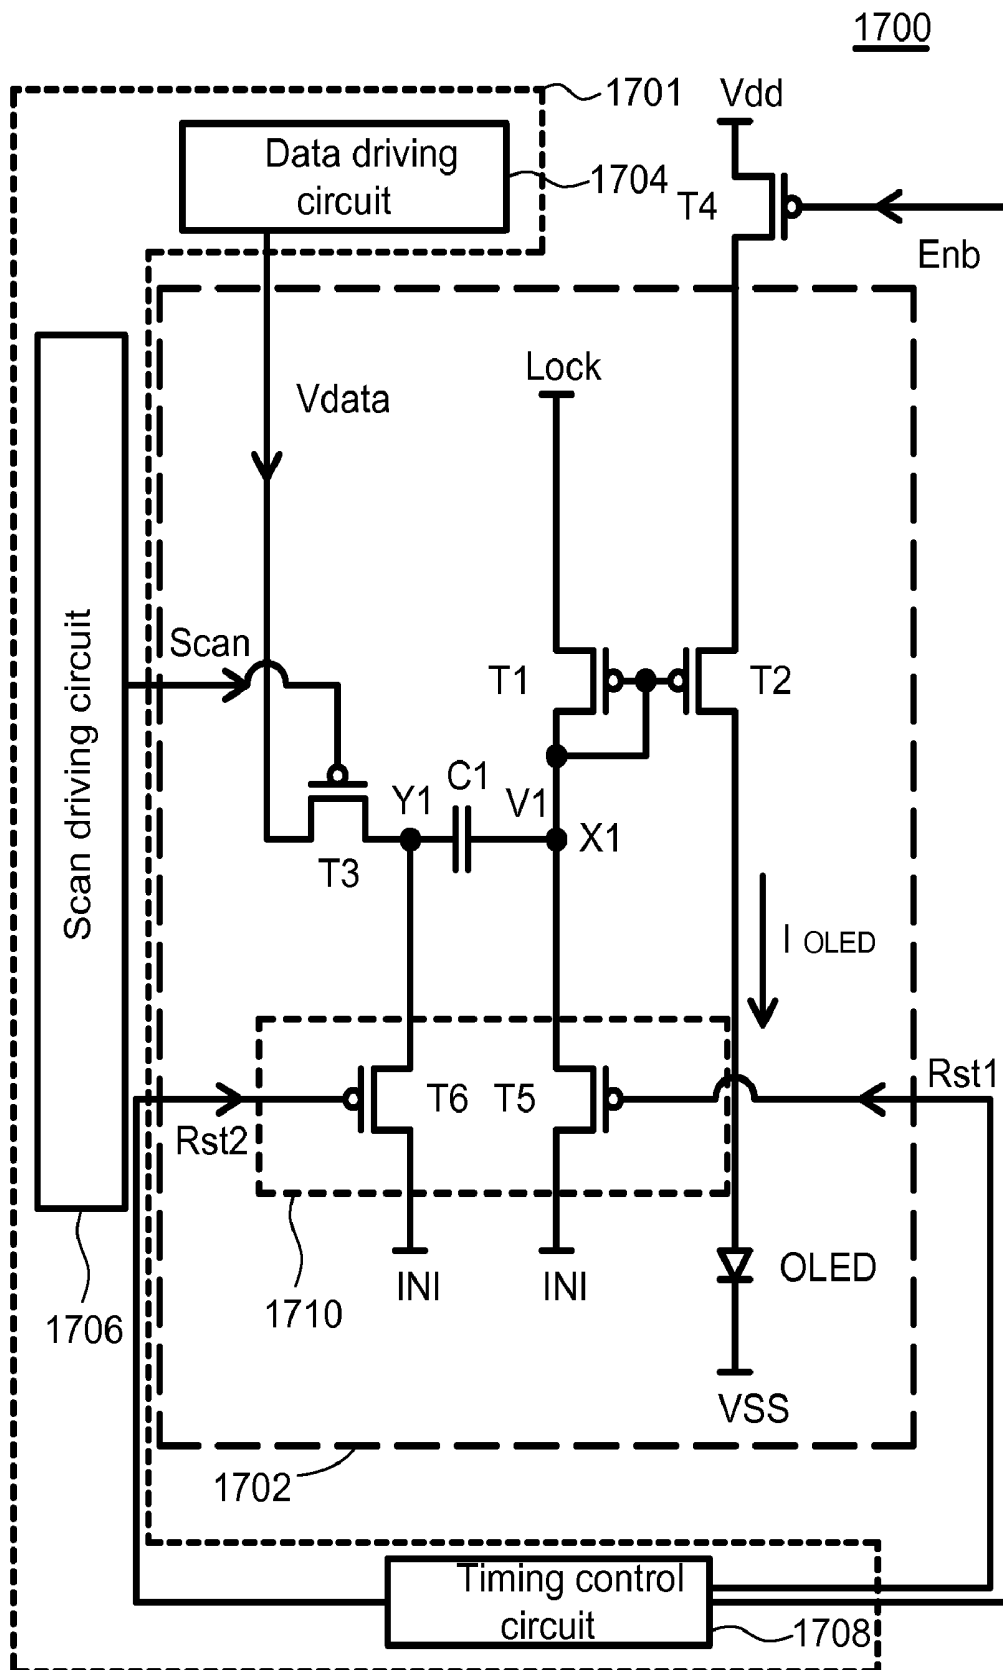 1700
1701
Vdd
Data driving
circuit
1704
T4
Enb
Lock
Vdata
Scan driving circuit
Scan
T1
T2
C1
Y1
V1
X1
T3
I OLED
Rst1
T6
T5
Rst2
INI
INI
OLED
1710
1706
VSS
1702
Timing control
circuit
1708